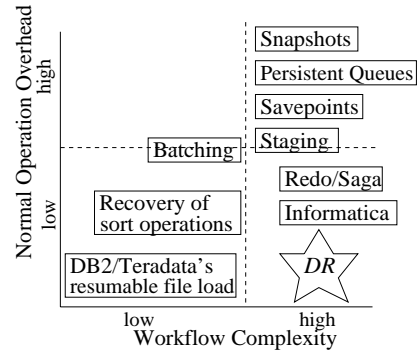 Normal Operation Overhead
high
low
Snapshots
Persistent Queues
Savepoints
Staging
Batching
Redo/Saga
Recovery of
sort operations
Informatica
DB2/Teradata's
resumable file load
DR
low
high
Workflow Complexity